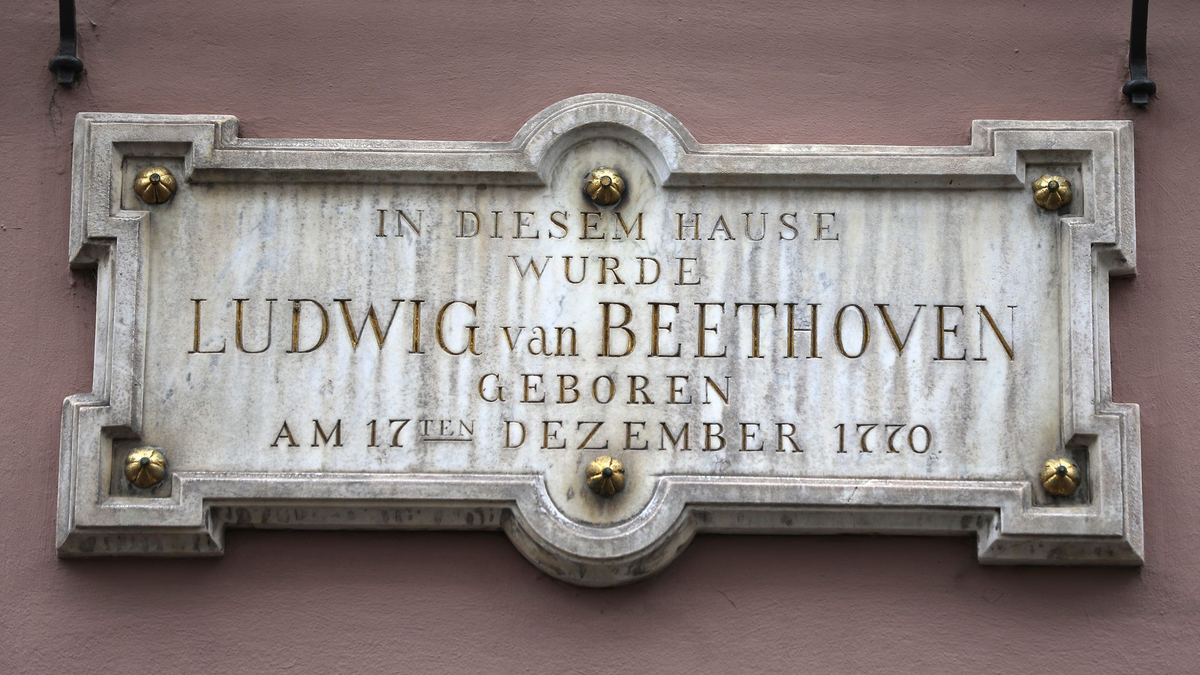 IN DIESEM HAUSE
WURDE
LUDWIG van BEETHOVEN
GEBOREN
AM 17TEN DEZEMBER 1770.